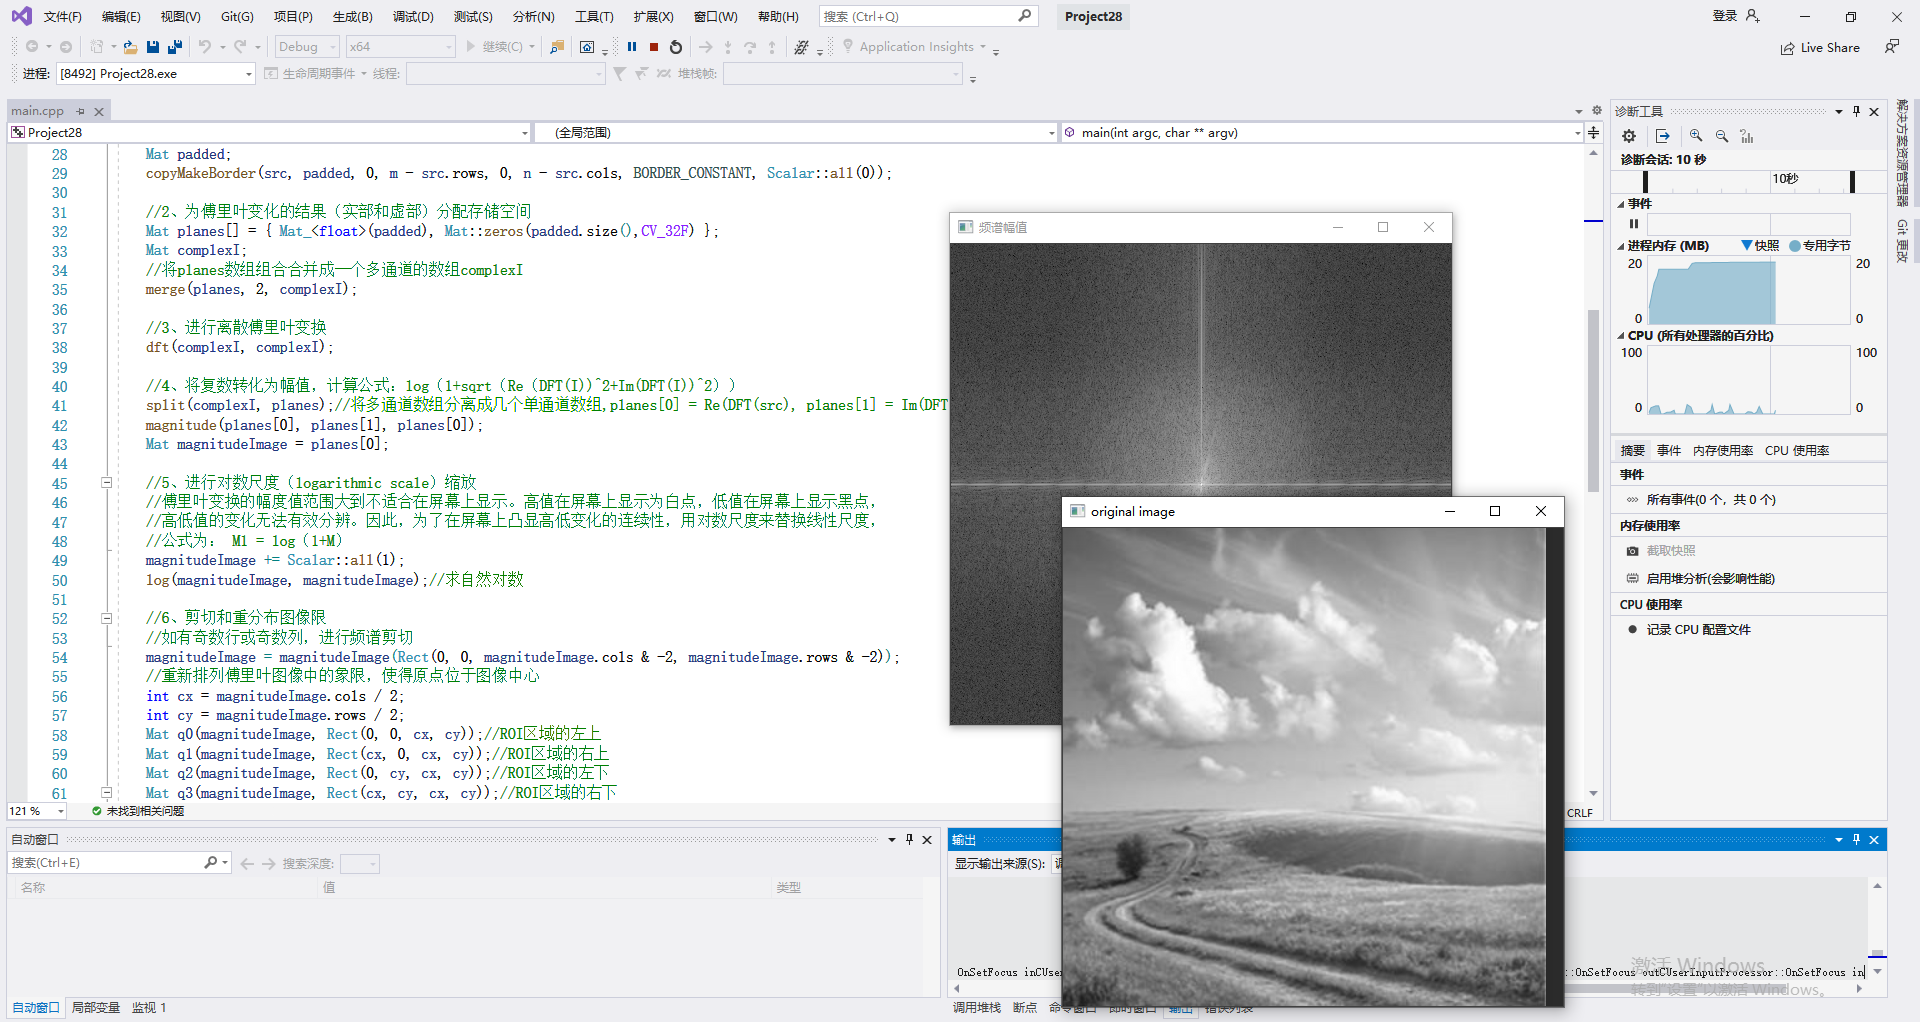 文件(F) 编辑(E) 视图(V) Git(G) 项目(P) 生成(B) 调试(D) 测试(S) 分析(N) 工具(T) 扩展(X) 窗口(W) 帮助(H) 搜索 (Ctrl+Q) Project28 登录
Debug x64 继续(C) Application Insights Live Share
进程: [8492] Project28.exe 生命周期事件 线程: 堆栈帧:
main.cpp
Project28 (全局范围) main(int argc, char ** argv)
28 Mat padded;
29 copyMakeBorder(src, padded, 0, m - src.rows, 0, n - src.cols, BORDER_CONSTANT, Scalar::all(0));
30
31 //2、为傅里叶变化的结果（实部和虚部）分配存储空间
32 Mat planes[] = { Mat_<float>(padded), Mat::zeros(padded.size(),CV_32F) };
33 Mat complexI;
34 //将planes数组组合合并成一个多通道的数组complexI
35 merge(planes, 2, complexI);
36
37 //3、进行离散傅里叶变换
38 dft(complexI, complexI);
39
40 //4、将复数转化为幅值，计算公式：log（1+sqrt（Re（DFT(I)）^2+Im(DFT(I))^2））
41 split(complexI, planes);//将多通道数组分离成几个单通道数组,planes[0] = Re(DFT(src), planes[1] = Im(DFT
42 magnitude(planes[0], planes[1], planes[0]);
43 Mat magnitudeImage = planes[0];
44
45 //5、进行对数尺度（logarithmic scale）缩放
46 //傅里叶变换的幅度值范围大到不适合在屏幕上显示。高值在屏幕上显示为白点，低值在屏幕上显示黑点，
47 //高低值的变化无法有效分辨。因此，为了在屏幕上凸显高低变化的连续性，用对数尺度来替换线性尺度，
48 //公式为： M1 = log（1+M）
49 magnitudeImage += Scalar::all(1);
50 log(magnitudeImage, magnitudeImage);//求自然对数
51
52 //6、剪切和重分布图像限
53 //如有奇数行或奇数列，进行频谱剪切
54 magnitudeImage = magnitudeImage(Rect(0, 0, magnitudeImage.cols & -2, magnitudeImage.rows & -2));
55 //重新排列傅里叶图像中的象限，使得原点位于图像中心
56 int cx = magnitudeImage.cols / 2;
57 int cy = magnitudeImage.rows / 2;
58 Mat q0(magnitudeImage, Rect(0, 0, cx, cy));//ROI区域的左上
59 Mat q1(magnitudeImage, Rect(cx, 0, cx, cy));//ROI区域的右上
60 Mat q2(magnitudeImage, Rect(0, cy, cx, cy));//ROI区域的左下
61 Mat q3(magnitudeImage, Rect(cx, cy, cx, cy));//ROI区域的右下
121 % 未找到相关问题 CRLF
频谱幅值
original image
诊断工具
诊断会话: 10 秒
10秒
事件
进程内存 (MB) 快照 专用字节
20 20
0 0
CPU (所有处理器的百分比)
100 100
0 0
摘要 事件 内存使用率 CPU 使用率
事件
所有事件(0 个，共 0 个)
内存使用率
截取快照
启用堆分析(会影响性能)
CPU 使用率
记录 CPU 配置文件
解决方案资源管理器
Git 更改
自动窗口
搜索(Ctrl+E) 搜索深度:
名称 值 类型
自动窗口 局部变量 监视 1
输出
显示输出来源(S): 调
OnSetFocus inCUser
::OnSetFocus outCUserInputProcessor::OnSetFocus in
激活 Windows
转到"设置"以激活 Windows。
调用堆栈 断点 命令窗口 即时窗口 输出 错误列表